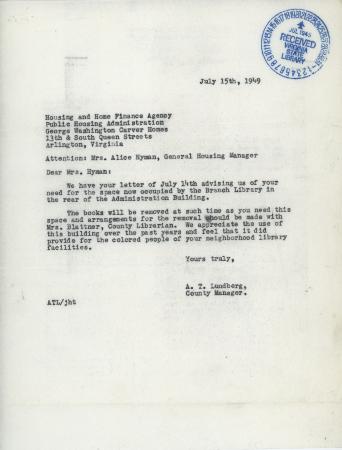 JUL 1949
RECEIVED
VIRGINIA
STATE
LIBRARY
July 15th, 1949
Housing and Home Finance Agency
Public Housing Administration
George Washington Carver Homes
13th & South Queen Streets
Arlington, Virginia
Attention: Mrs. Alice Nyman, General Housing Manager
Dear Mrs. Hyman:
We have your letter of July 14th advising us of your
need for the space now occupied by the Branch Library in
the rear of the Administration Building.
The books will be removed at such time as you need this
space and arrangements for the removal should be made with
Mrs. Blattner, County Librarian. We appreciate the use of
this building over the past years and feel that it did
provide for the colored people of your neighborhood library
facilities.
Yours truly,
A. T. Lundberg,
County Manager.
ATL/jht